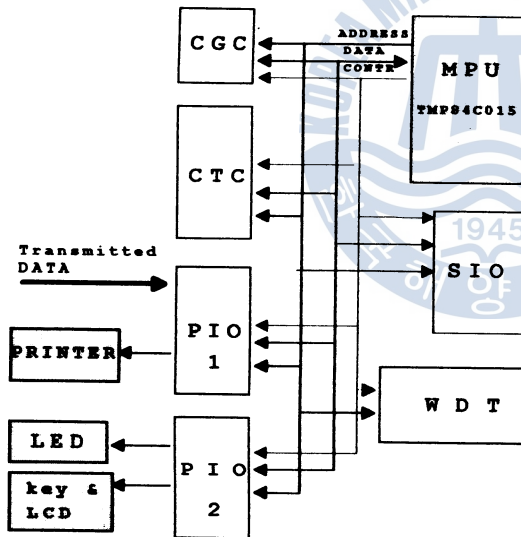 CGC
ADDRESS
DATA
CONTR
MPU
TMP84C015
CTC
1945
SIO
Transmitted
DATA
PIO
1
PRINTER
WDT
LED
PIO
2
key &
LCD